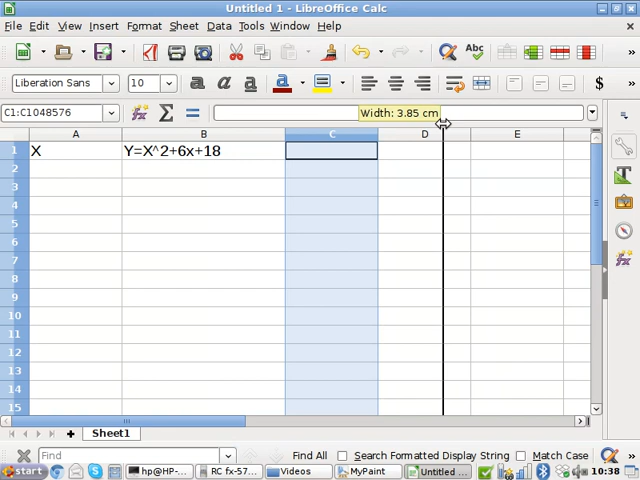 Untitled 1 - LibreOffice Calc
File Edit View Insert Format Sheet Data Tools Window Help
Liberation Sans 10 a a a a $
Abc
C1:C1048576 fx Σ = Width: 3.85 cm
A B C D E
1 X Y=X^2+6x+18
2
3
4
5
6
7
8
9
10
11
12
13
14
15
Sheet1
Find Find All Search Formatted Display String Match Case
start hp@HP-... RC fx-57... Videos MyPaint Untitled ... 10:38